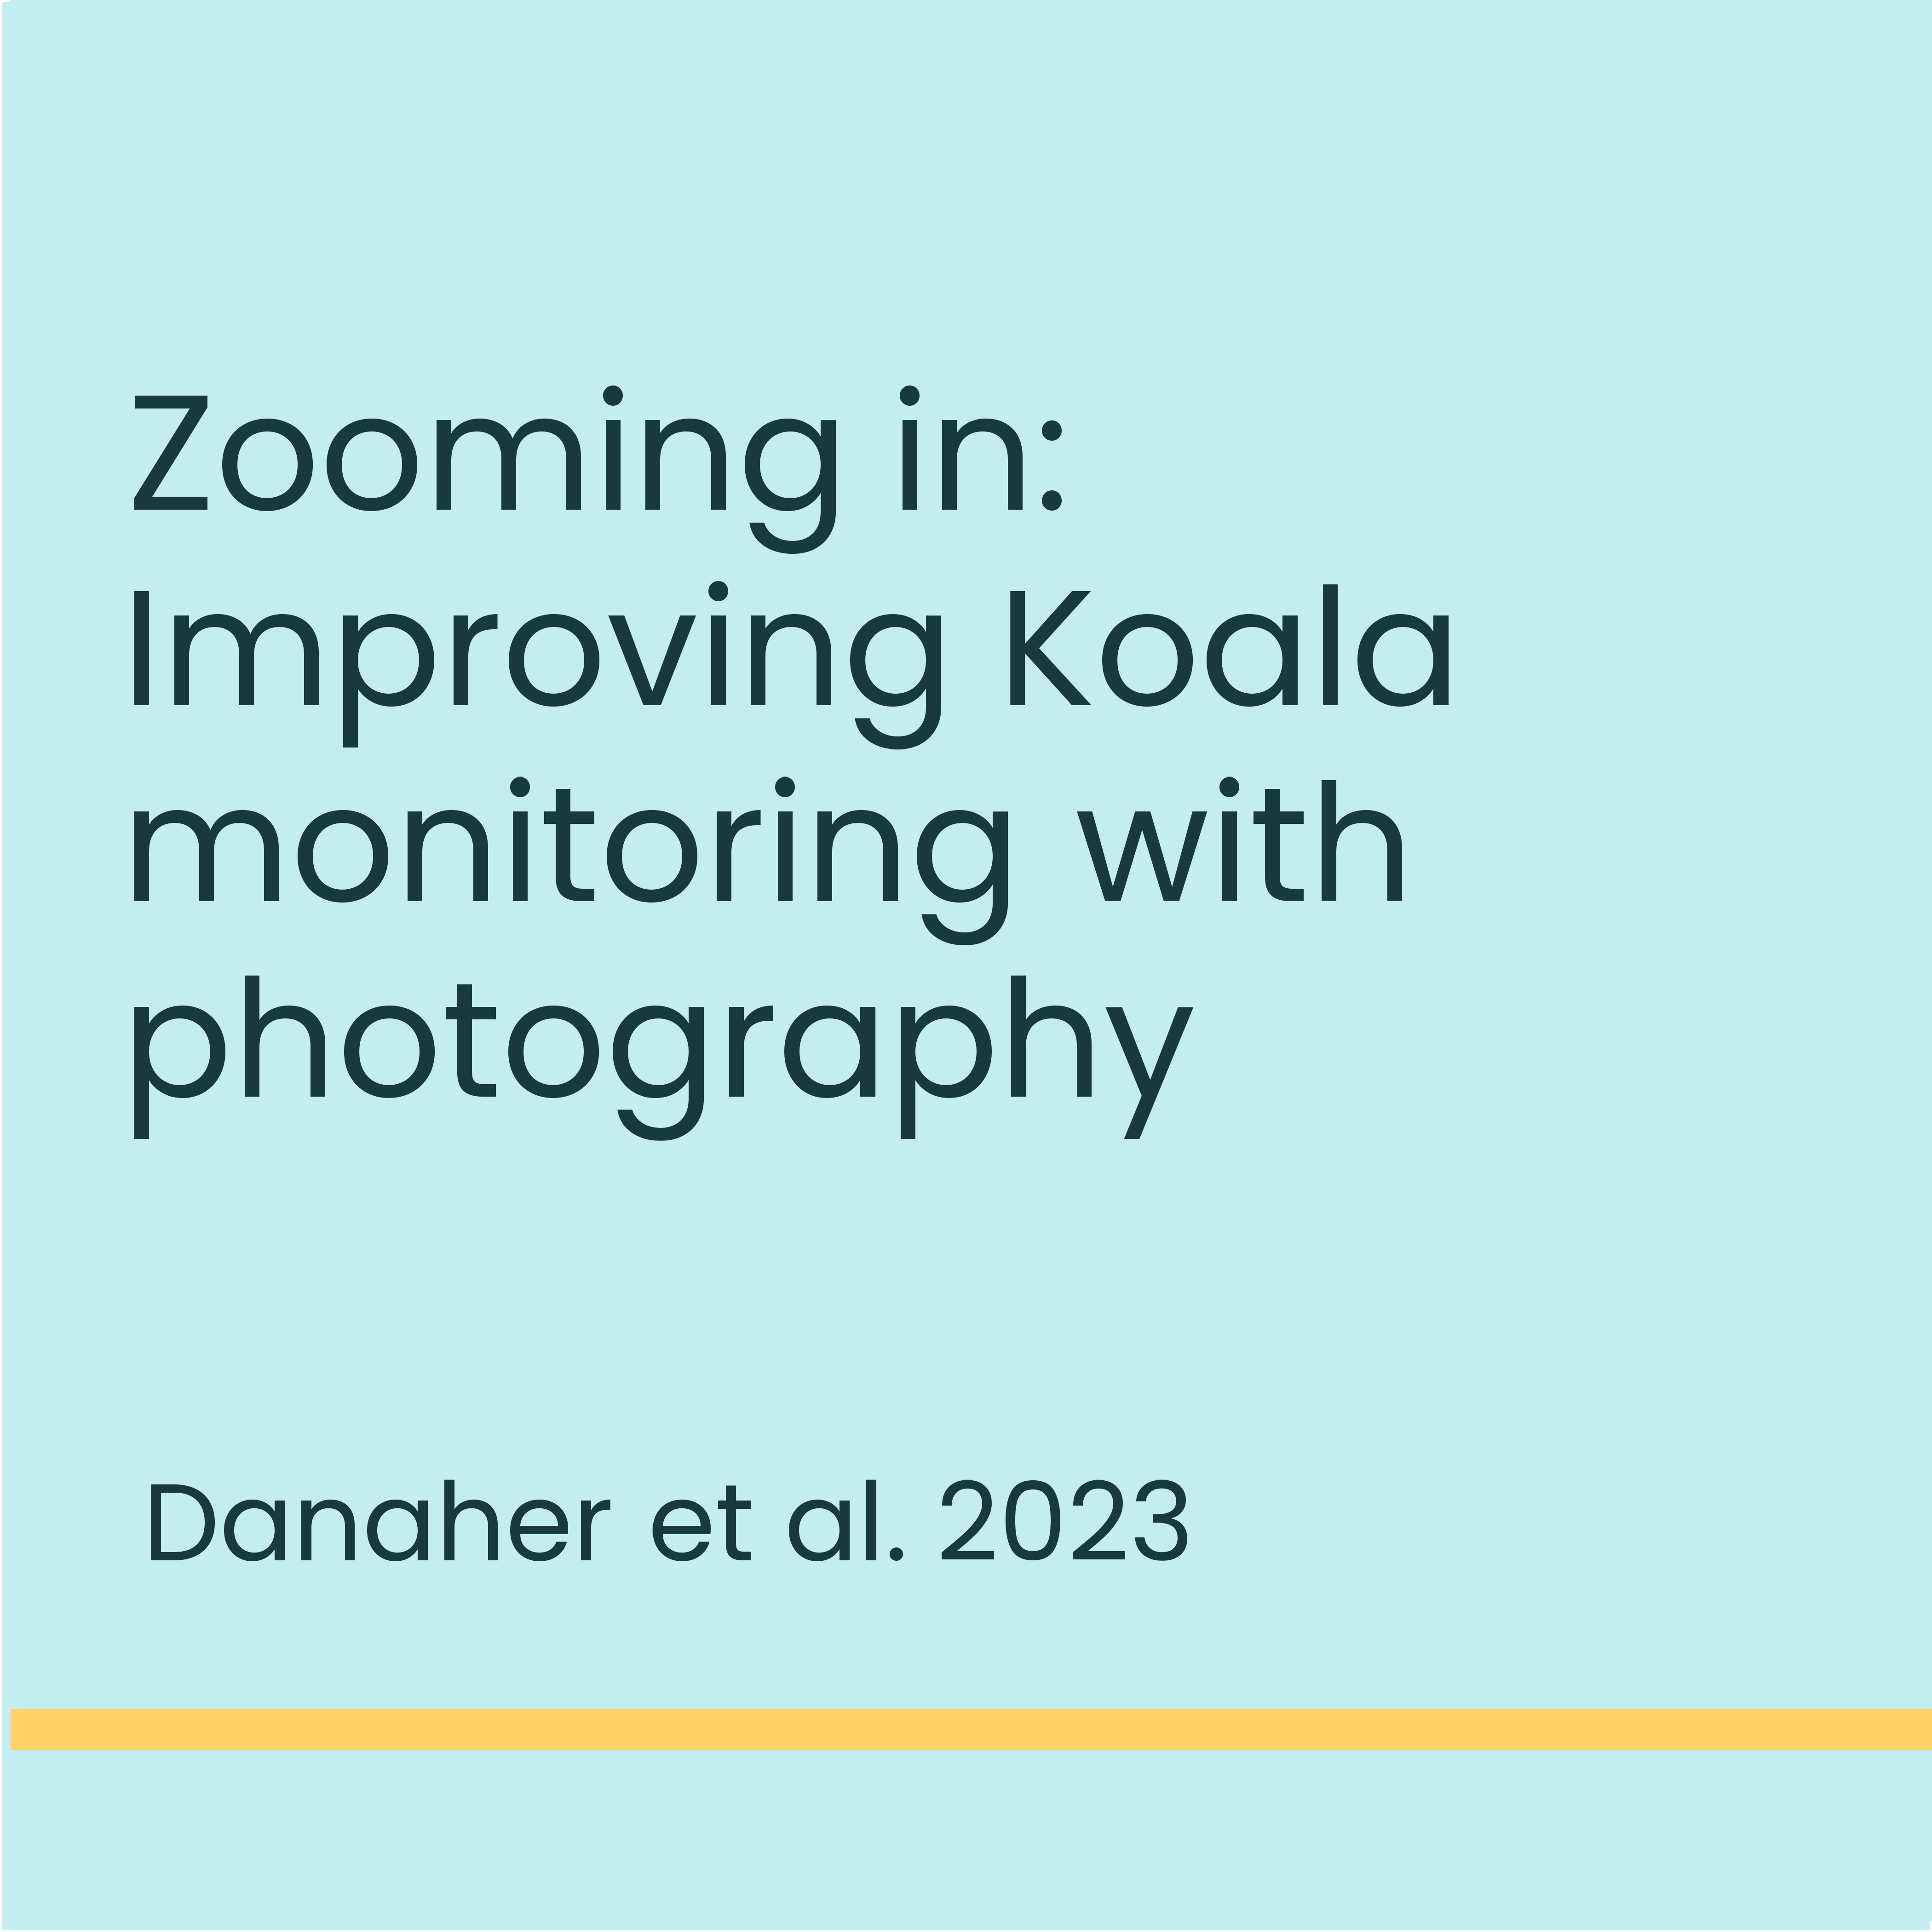 Zooming in:
Improving Koala
monitoring with
photography
Danaher et al. 2023